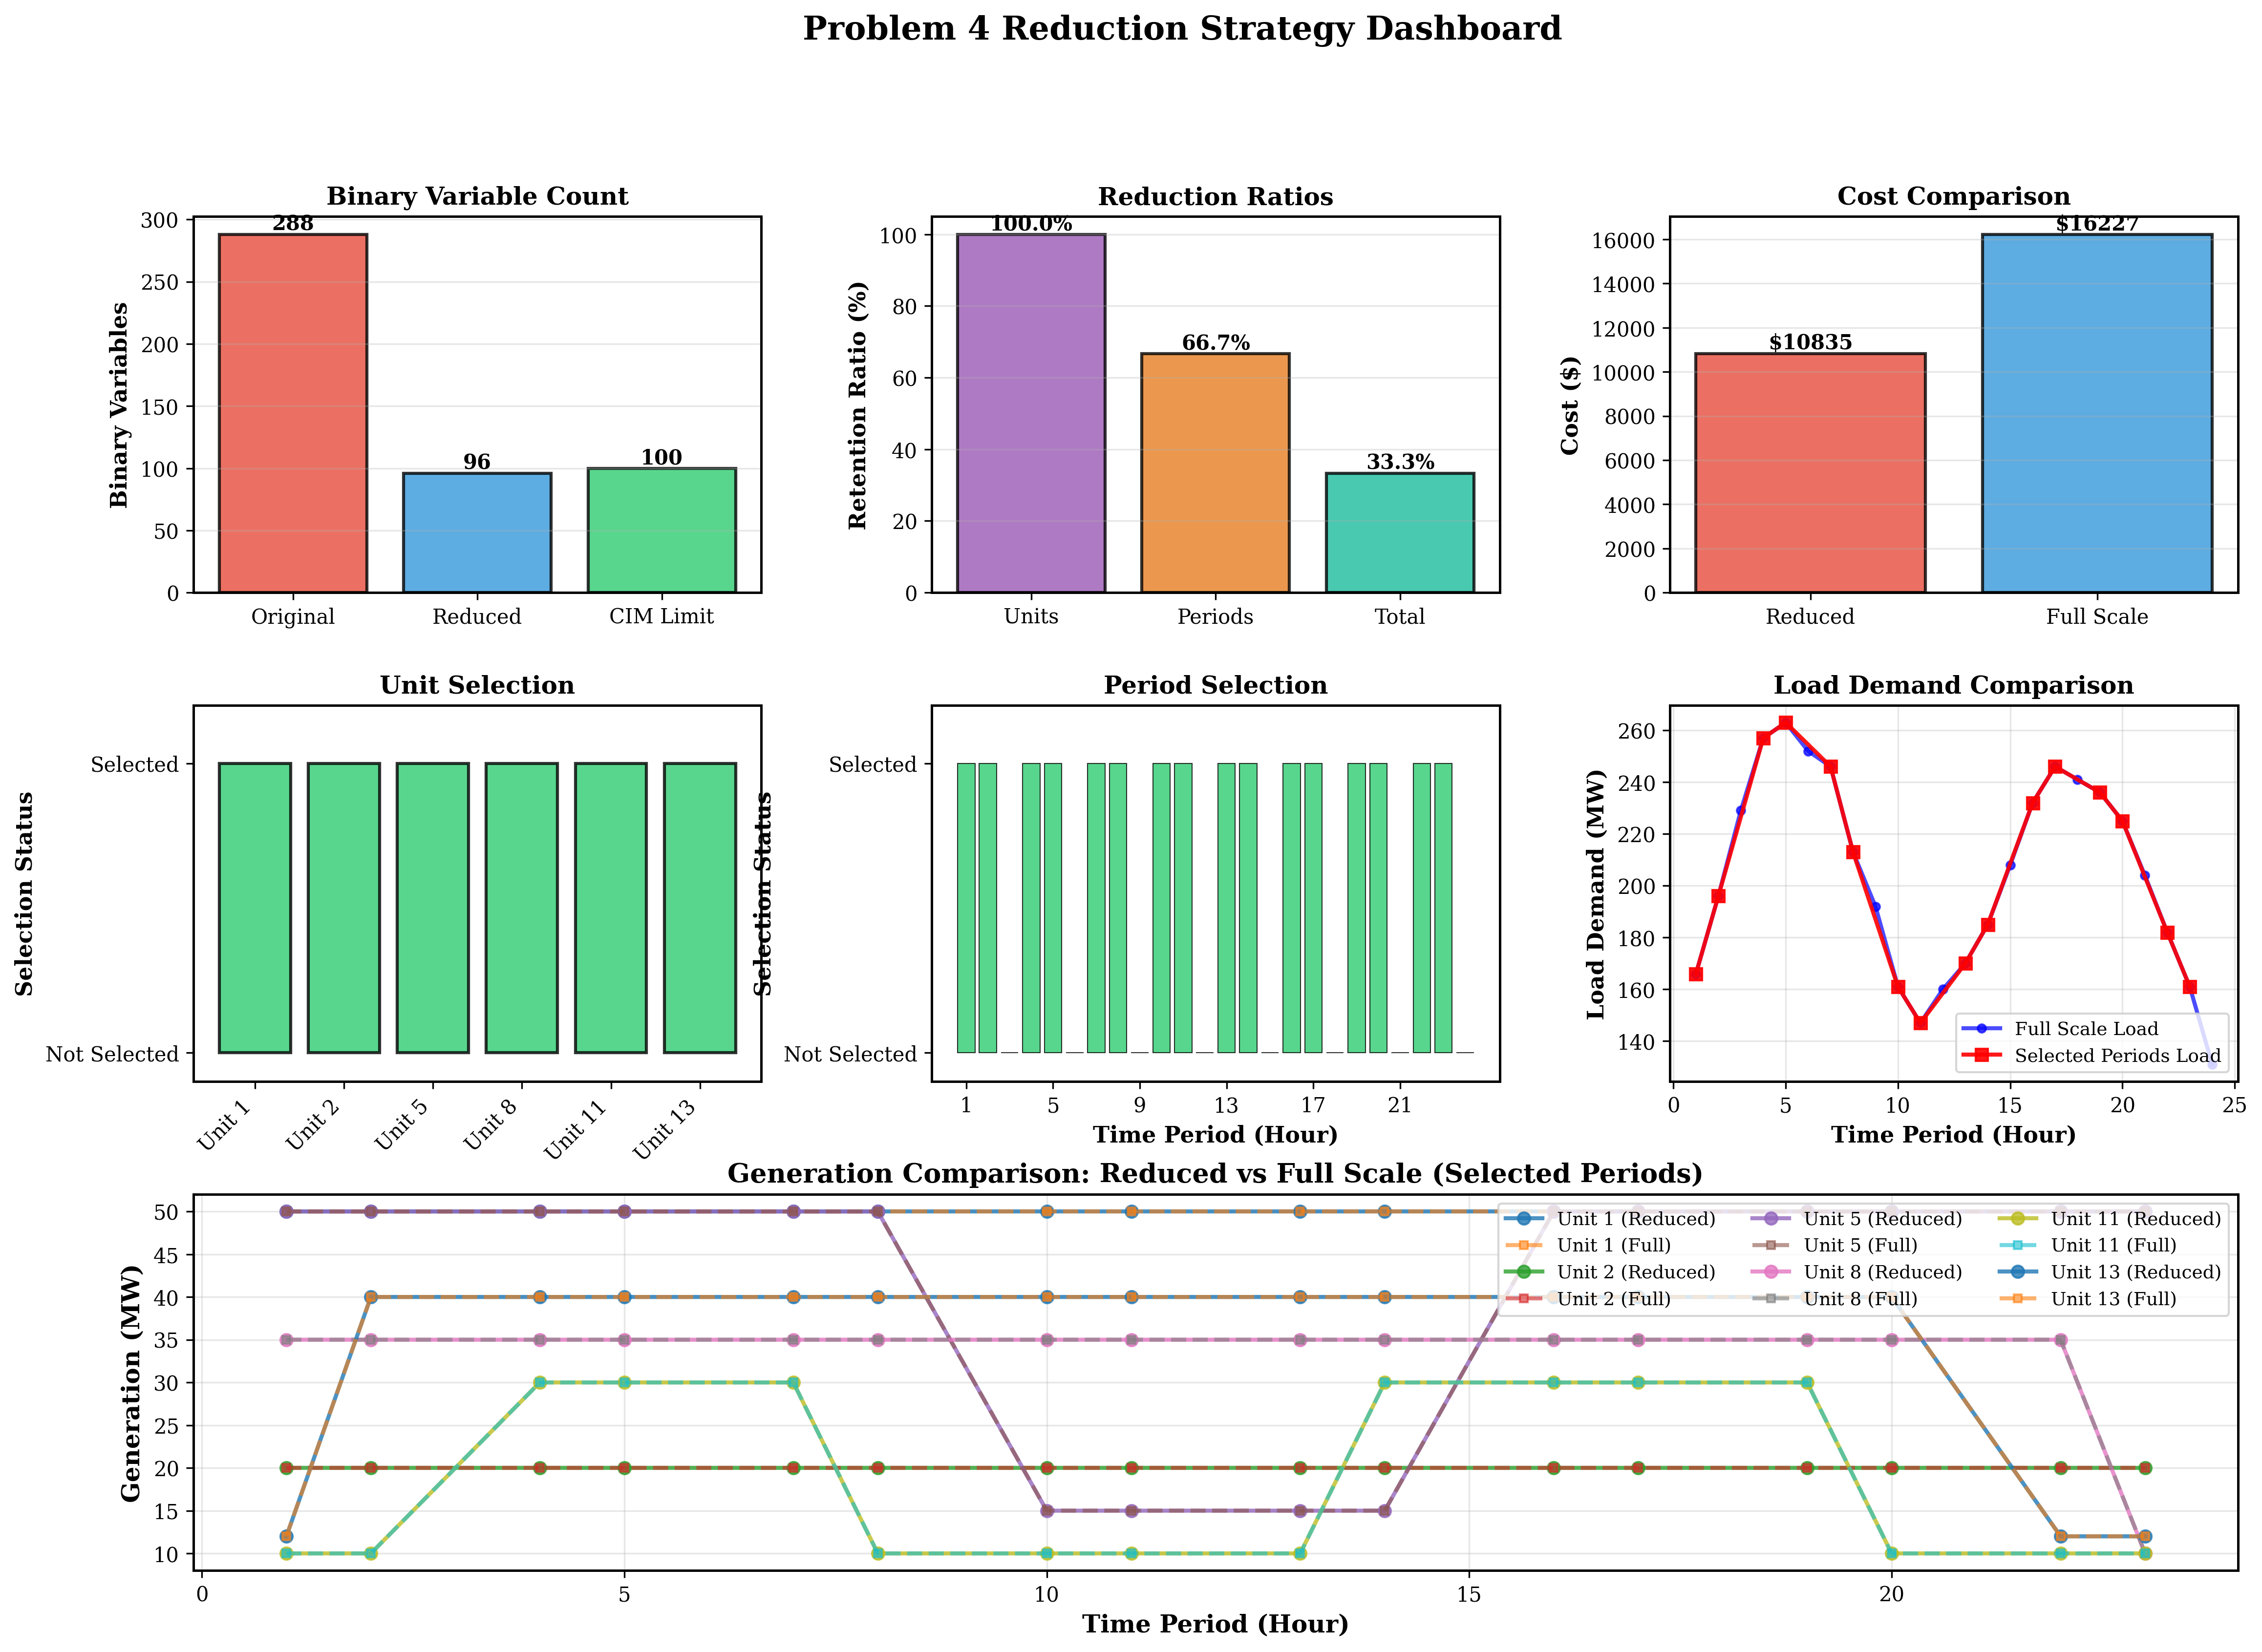 Problem 4 Reduction Strategy Dashboard
Binary Variable Count
Binary Variables
300
250
200
150
100
50
0
288
96
100
Original
Reduced
CIM Limit
Reduction Ratios
Retention Ratio (%)
100
80
60
40
20
0
100.0%
66.7%
33.3%
Units
Periods
Total
Cost Comparison
Cost ($)
16000
14000
12000
10000
8000
6000
4000
2000
0
$10835
$16227
Reduced
Full Scale
Unit Selection
Selection Status
Selected
Not Selected
Unit 1
Unit 2
Unit 5
Unit 8
Unit 11
Unit 13
Period Selection
Selection Status
Selected
Not Selected
1
5
9
13
17
21
Time Period (Hour)
Load Demand Comparison
Load Demand (MW)
260
240
220
200
180
160
140
Full Scale Load
Selected Periods Load
0
5
10
15
20
25
Time Period (Hour)
Generation Comparison: Reduced vs Full Scale (Selected Periods)
Generation (MW)
50
45
40
35
30
25
20
15
10
Unit 1 (Reduced)
Unit 1 (Full)
Unit 2 (Reduced)
Unit 2 (Full)
Unit 5 (Reduced)
Unit 5 (Full)
Unit 8 (Reduced)
Unit 8 (Full)
Unit 11 (Reduced)
Unit 11 (Full)
Unit 13 (Reduced)
Unit 13 (Full)
0
5
10
15
20
Time Period (Hour)